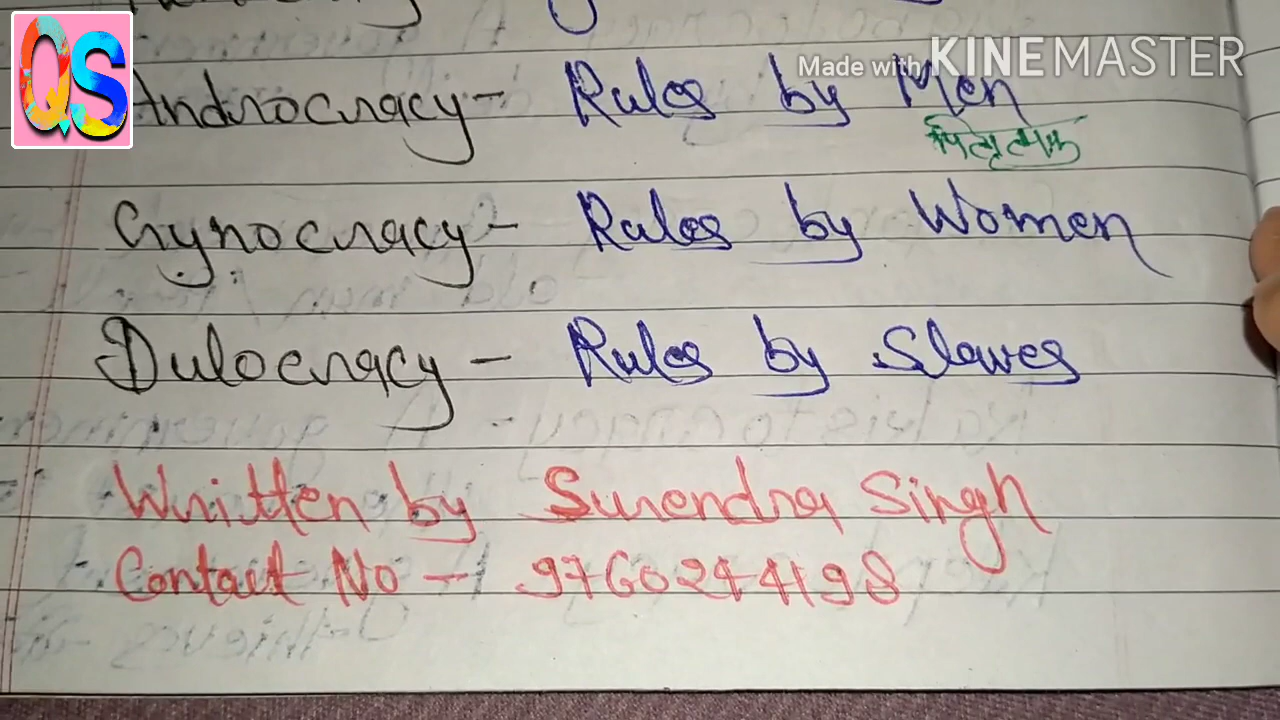 QS
Made with KINEMASTER
Androcracy - Rules by Men
Gynocracy - Rules by Women
Dulocracy - Rules by Slaves
Written by Surendra Singh
Contact No - 9760244198